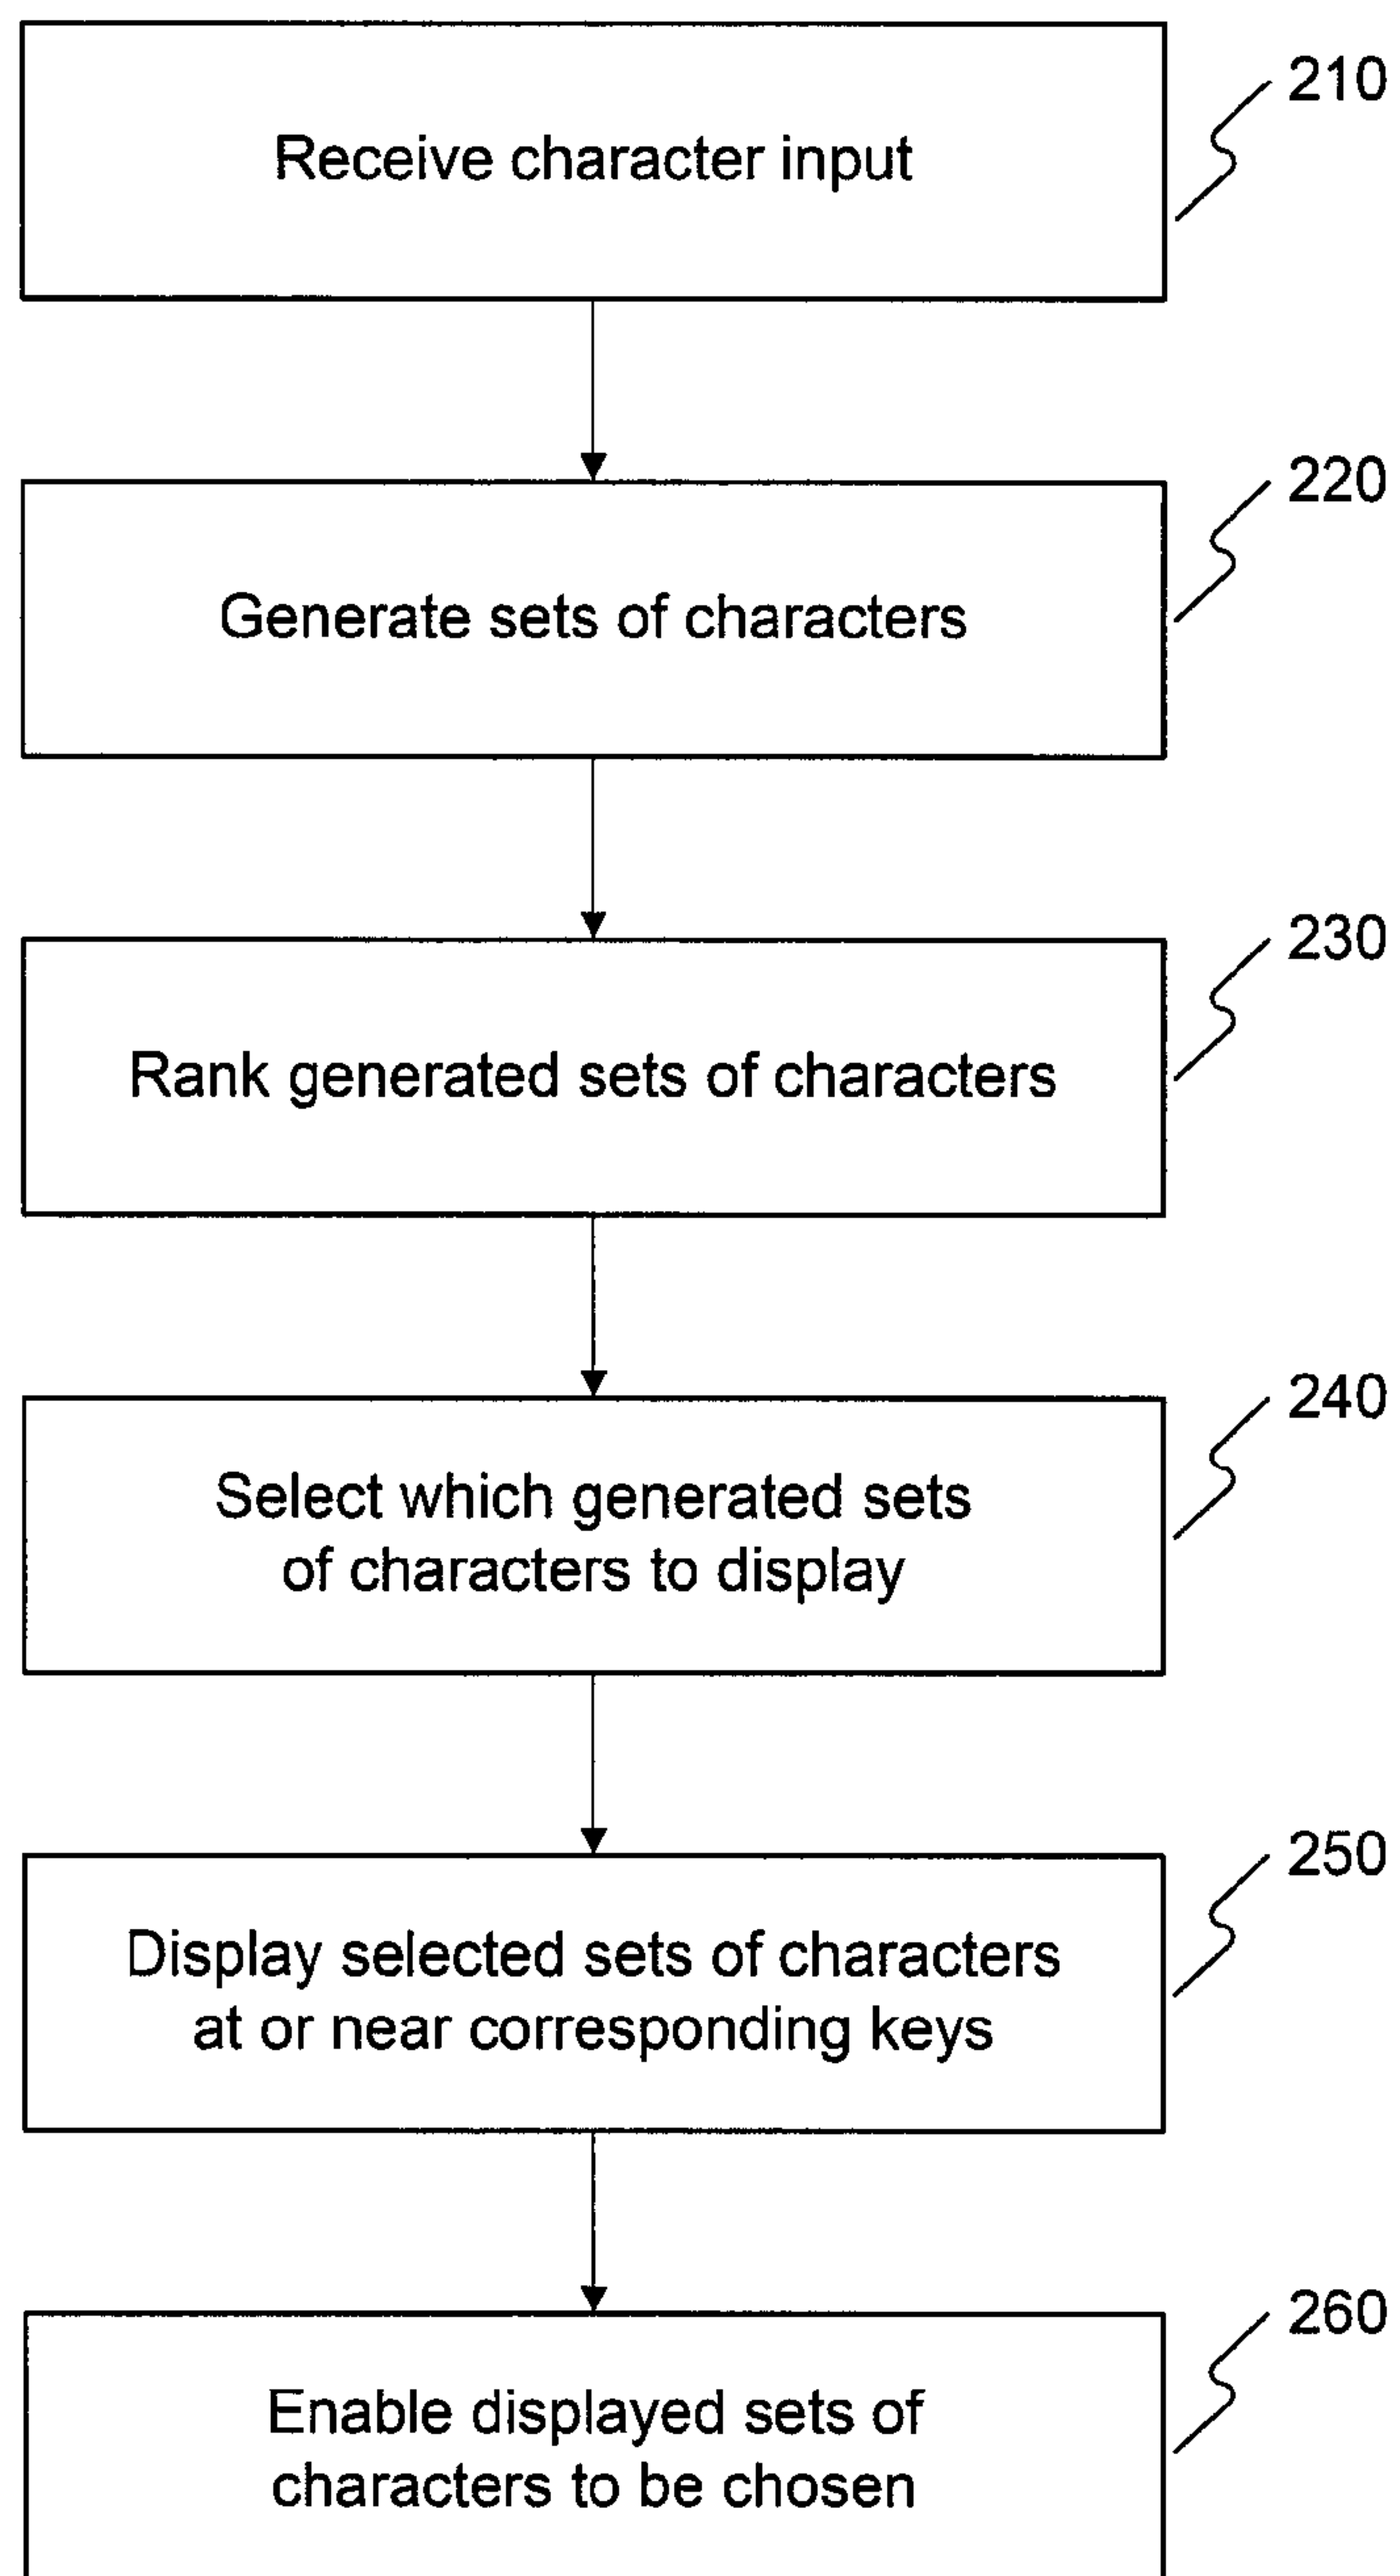 210
Receive character input
220
Generate sets of characters
230
Rank generated sets of characters
240
Select which generated sets
of characters to display
250
Display selected sets of characters
at or near corresponding keys
260
Enable displayed sets of
characters to be chosen